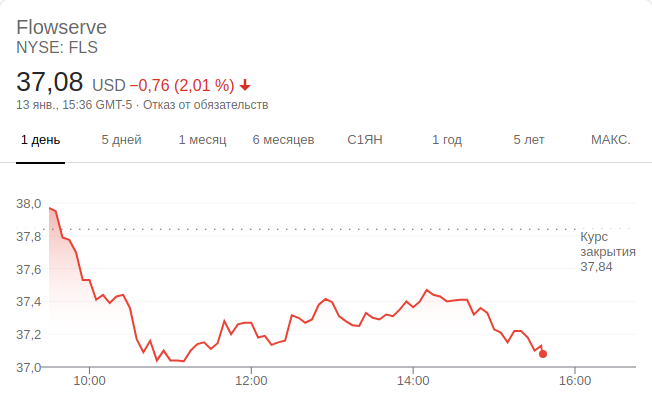 Flowserve
NYSE: FLS
37,08 USD −0,76 (2,01 %)
13 янв., 15:36 GMT-5 · Отказ от обязательств
1 день 5 дней 1 месяц 6 месяцев С1ЯН 1 год 5 лет МАКС.
38,0
37,8
Курс
закрытия
37,84
37,6
37,4
37,2
37,0
10:00 12:00 14:00 16:00